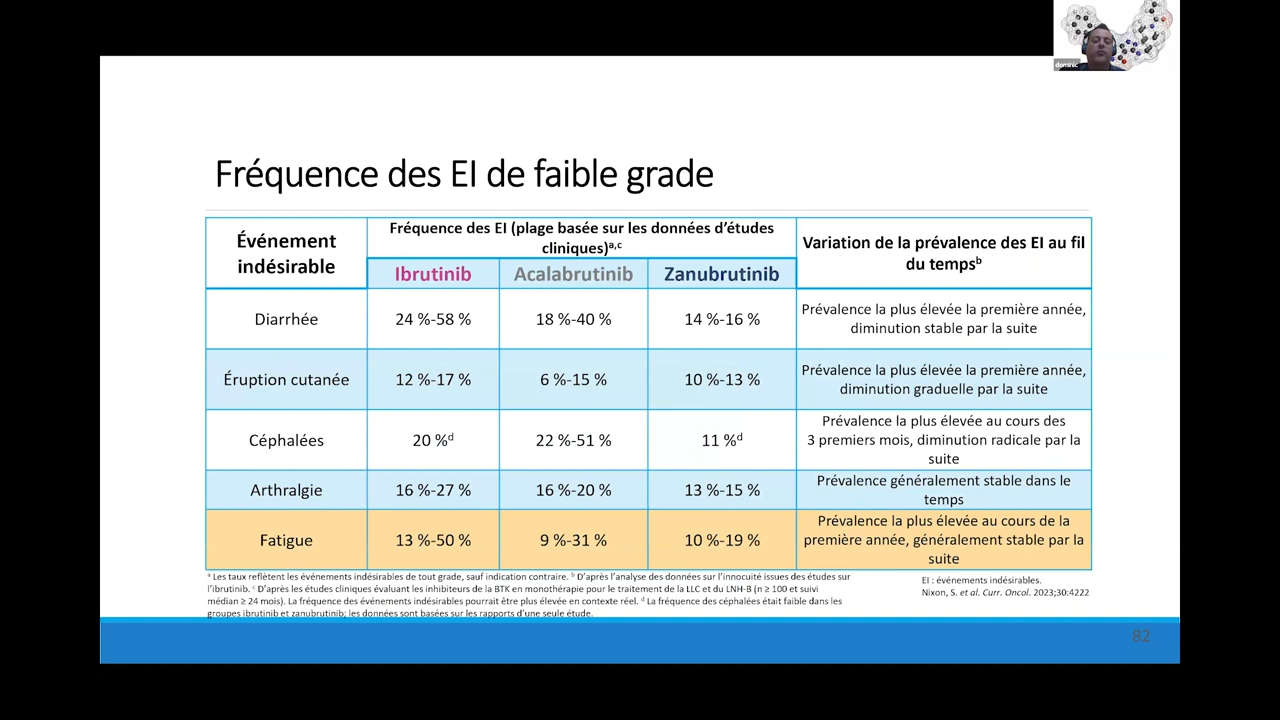 dominic
Fréquence des EI de faible grade
Événement
indésirable
Fréquence des EI (plage basée sur les données d’études
cliniques)ᵃ,ᶜ
Variation de la prévalence des EI au fil
du tempsᵇ
Ibrutinib
Acalabrutinib
Zanubrutinib
Diarrhée
24 %-58 %
18 %-40 %
14 %-16 %
Prévalence la plus élevée la première année,
diminution stable par la suite
Éruption cutanée
12 %-17 %
6 %-15 %
10 %-13 %
Prévalence la plus élevée la première année,
diminution graduelle par la suite
Céphalées
20 %ᵈ
22 %-51 %
11 %ᵈ
Prévalence la plus élevée au cours des
3 premiers mois, diminution radicale par la
suite
Arthralgie
16 %-27 %
16 %-20 %
13 %-15 %
Prévalence généralement stable dans le
temps
Fatigue
13 %-50 %
9 %-31 %
10 %-19 %
Prévalence la plus élevée au cours de la
première année, généralement stable par la
suite
ᵃ Les taux reflètent les événements indésirables de tout grade, sauf indication contraire. ᵇ D’après l’analyse des données sur l’innocuité issues des études sur
l’ibrutinib. ᶜ D’après les études cliniques évaluant les inhibiteurs de la BTK en monothérapie pour le traitement de la LLC et du LNH-B (n ≥ 100 et suivi
médian ≥ 24 mois). La fréquence des événements indésirables pourrait être plus élevée en contexte réel. ᵈ La fréquence des céphalées était faible dans les
groupes ibrutinib et zanubrutinib; les données sont basées sur les rapports d’une seule étude.
EI : événements indésirables.
Nixon, S. et al. Curr. Oncol. 2023;30:4222
82